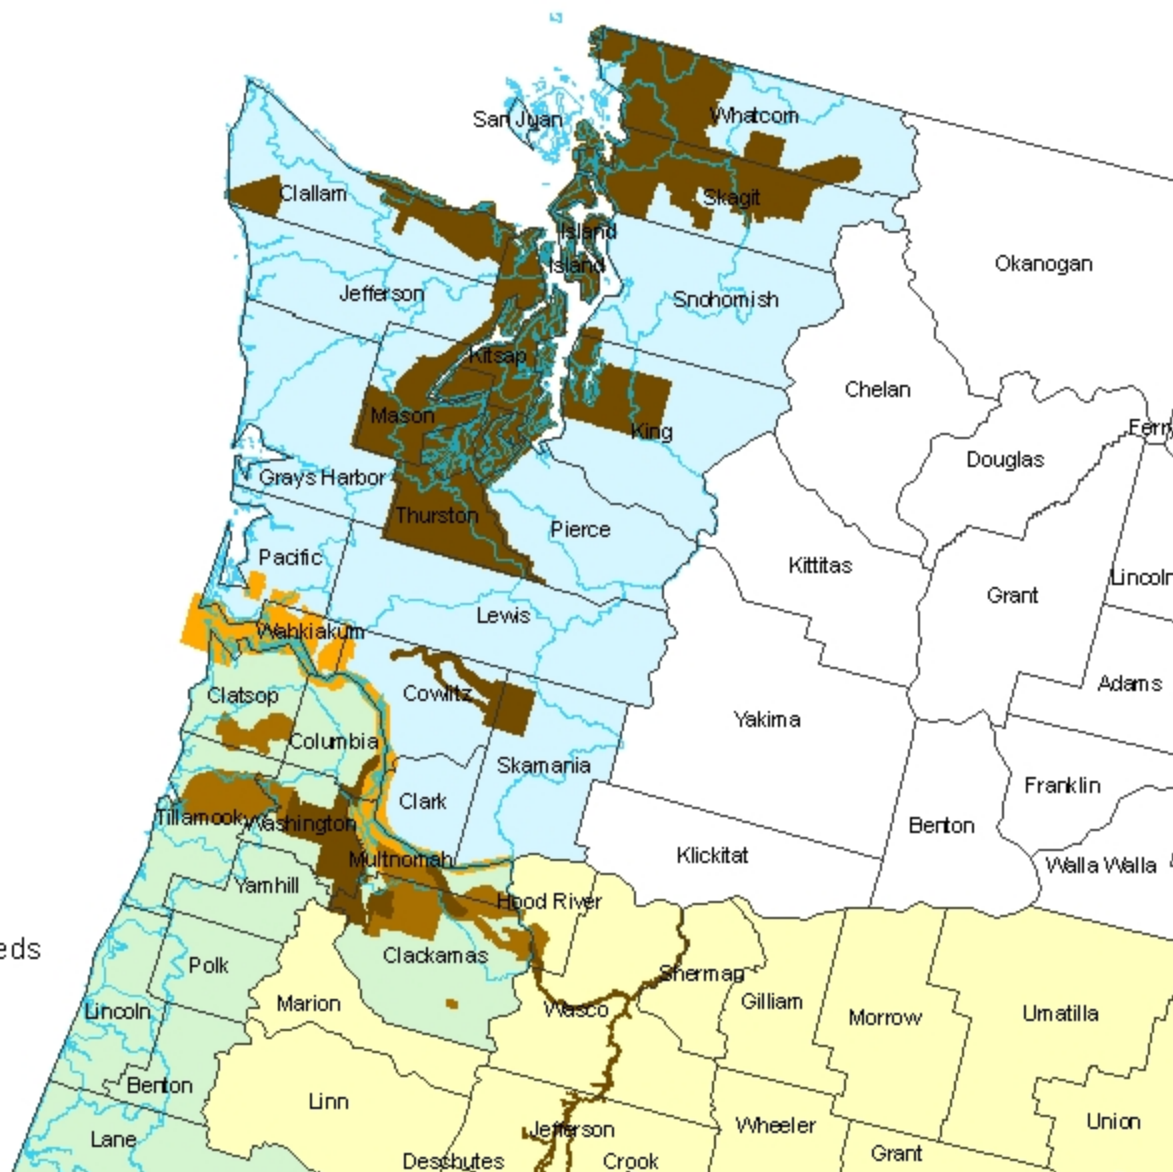 San Juan
Whatcom
Clallam
Skagit
Island
Island
Okanogan
Jefferson
Snohomish
Kitsap
Chelan
Mason
King
Ferry
Douglas
Grays Harbor
Thurston
Pierce
Pacific
Kittitas
Lincoln
Grant
Lewis
Wahkiakum
Adams
Clatsop
Cowlitz
Yakima
Columbia
Skamania
Franklin
Clark
Tillamook
Washington
Benton
Multnomah
Klickitat
Walla Walla
Yamhill
Hood River
eds
Clackamas
Polk
Sherman
Marion
Gilliam
Lincoln
Wasco
Morrow
Umatilla
Benton
Linn
Union
Jefferson
Wheeler
Lane
Grant
Deschutes
Crook